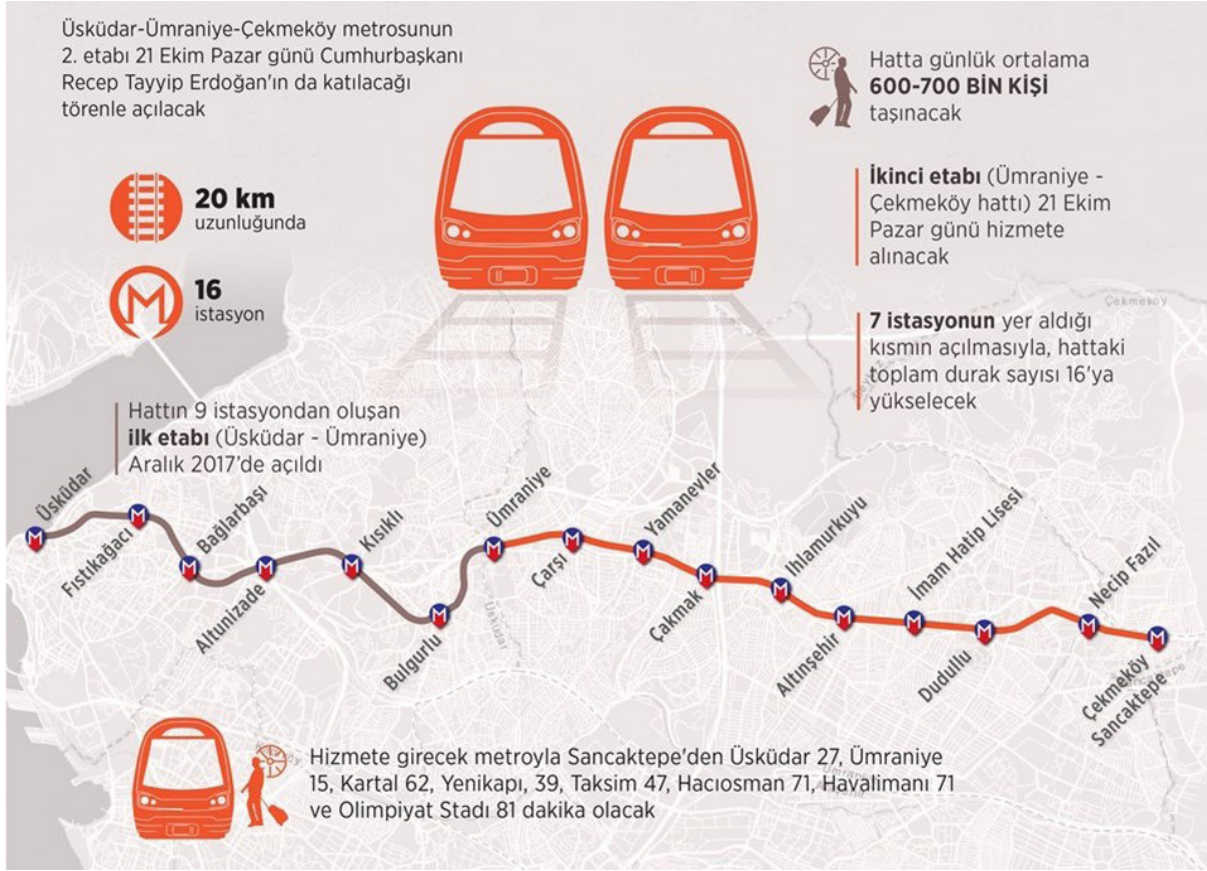 Üsküdar-Ümraniye-Çekmeköy metrosunun
2. etabı 21 Ekim Pazar günü Cumhurbaşkanı
Recep Tayyip Erdoğan'ın da katılacağı
törenle açılacak
20 km
uzunluğunda
M
16
istasyon
Hatta günlük ortalama
600-700 BİN KİŞİ
taşınacak
İkinci etabı (Ümraniye -
Çekmeköy hattı) 21 Ekim
Pazar günü hizmete
alınacak
Çekmeköy
7 istasyonun yer aldığı
kısmın açılmasıyla, hattaki
toplam durak sayısı 16'ya
yükselecek
Hattın 9 istasyondan oluşan
ilk etabı (Üsküdar - Ümraniye)
Aralık 2017'de açıldı
Üsküdar
Fıstıkağacı
Bağlarbaşı
Altunizade
Kısıklı
Bulgurlu
Ümraniye
Çarşı
Yamanevler
Çakmak
Ihlamurkuyu
Altınşehir
İmam Hatip Lisesi
Dudullu
Necip Fazıl
Çekmeköy
Sancaktepe
Üsküdar
Hizmete girecek metroyla Sancaktepe'den Üsküdar 27, Ümraniye
15, Kartal 62, Yenikapı, 39, Taksim 47, Hacıosman 71, Havalimanı 71
ve Olimpiyat Stadı 81 dakika olacak